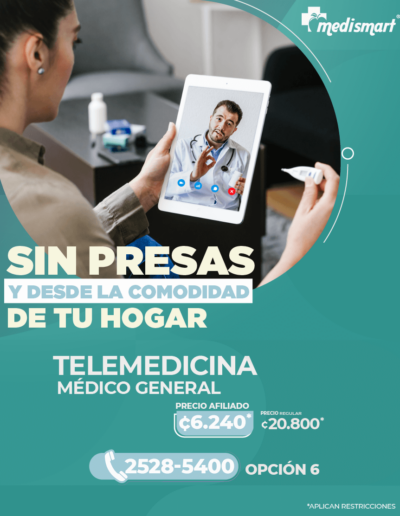 medismart
SIN PRESAS
Y DESDE LA COMODIDAD
DE TU HOGAR
TELEMEDICINA
MÉDICO GENERAL
PRECIO AFILIADO
₡6.240*
PRECIO REGULAR
₡20.800*
2528-5400 OPCIÓN 6
*APLICAN RESTRICCIONES